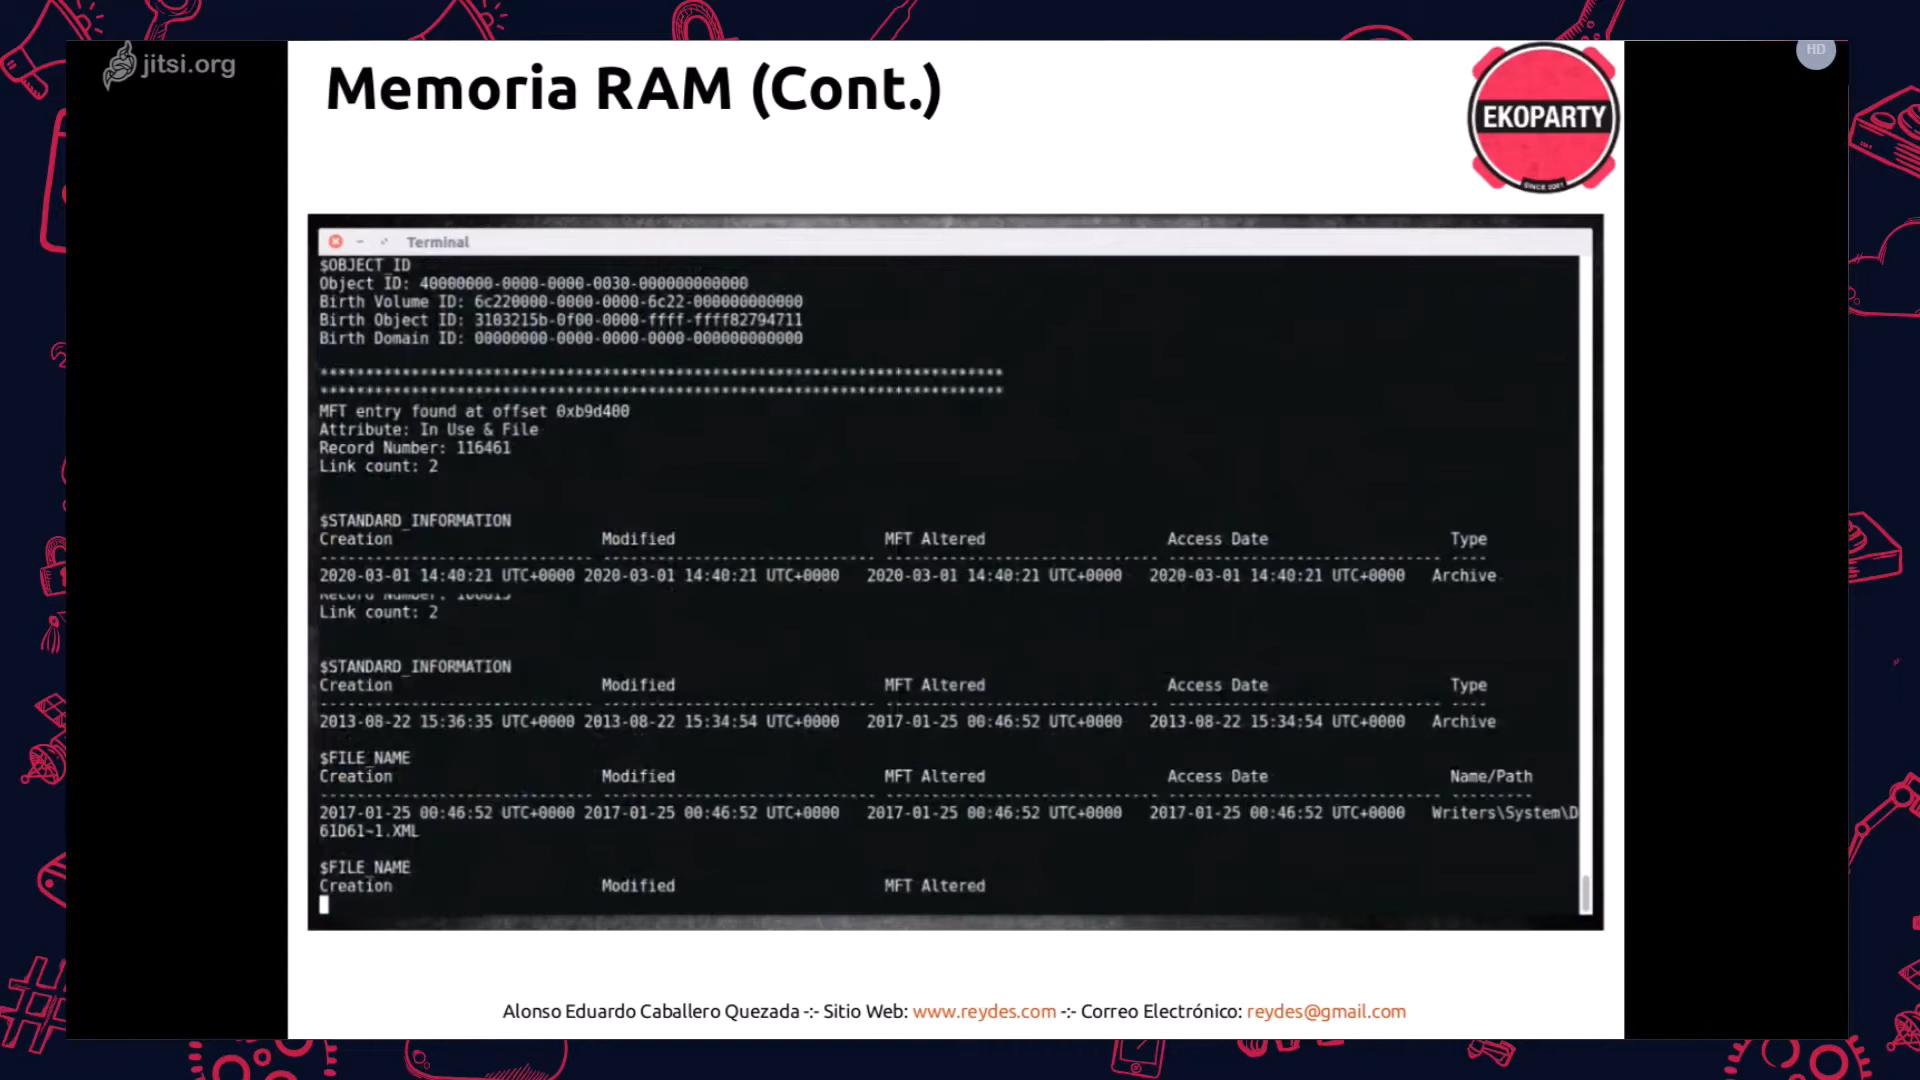 jitsi.org
HD
Memoria RAM (Cont.)
EKOPARTY
SINCE 2001
Terminal
$OBJECT_ID
Object ID: 40000000-0000-0000-0030-000000000000
Birth Volume ID: 6c220000-0000-0000-6c22-000000000000
Birth Object ID: 3103215b-0f00-0000-ffff-ffff82794711
Birth Domain ID: 00000000-0000-0000-0000-000000000000
***************************************************************************
***************************************************************************
MFT entry found at offset 0xb9d400
Attribute: In Use & File
Record Number: 116461
Link count: 2
$STANDARD_INFORMATION
Creation Modified MFT Altered Access Date Type
------------------------------ ------------------------------ ------------------------------ ------------------------------ ----
2020-03-01 14:40:21 UTC+0000 2020-03-01 14:40:21 UTC+0000 2020-03-01 14:40:21 UTC+0000 2020-03-01 14:40:21 UTC+0000 Archive
Record Number:
Link count: 2
$STANDARD_INFORMATION
Creation Modified MFT Altered Access Date Type
------------------------------ ------------------------------ ------------------------------ ------------------------------ ----
2013-08-22 15:36:35 UTC+0000 2013-08-22 15:34:54 UTC+0000 2017-01-25 00:46:52 UTC+0000 2013-08-22 15:34:54 UTC+0000 Archive
$FILE_NAME
Creation Modified MFT Altered Access Date Name/Path
------------------------------ ------------------------------ ------------------------------ ------------------------------ ---------
2017-01-25 00:46:52 UTC+0000 2017-01-25 00:46:52 UTC+0000 2017-01-25 00:46:52 UTC+0000 2017-01-25 00:46:52 UTC+0000 Writers\System\D
61D61~1.XML
$FILE_NAME
Creation Modified MFT Altered
Alonso Eduardo Caballero Quezada -:- Sitio Web: www.reydes.com -:- Correo Electrónico: reydes@gmail.com